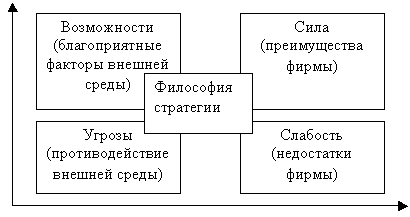 Возможности
(благоприятные
факторы внешней
среды)
Сила
(преимущества
фирмы)
Философия
стратегии
Угрозы
(противодействие
внешней среды)
Слабость
(недостатки
фирмы)